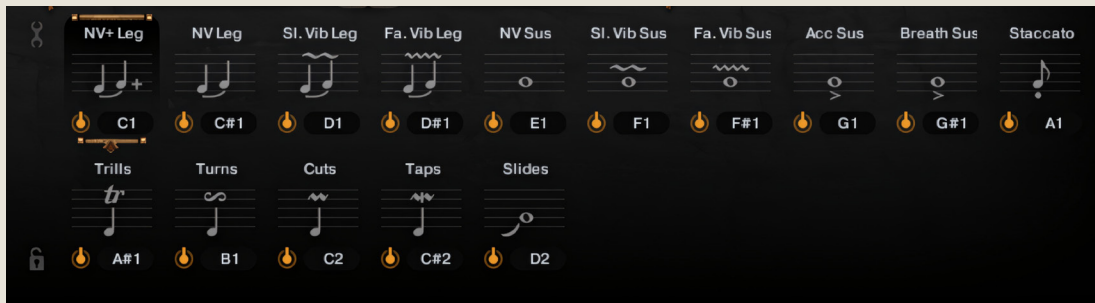 NV+ Leg NV Leg Sl. Vib Leg Fa. Vib Leg NV Sus Sl. Vib Sus Fa. Vib Sus Acc Sus Breath Sus Staccato
C1 C#1 D1 D#1 E1 F1 F#1 G1 G#1 A1
Trills Turns Cuts Taps Slides
tr
A#1 B1 C2 C#2 D2